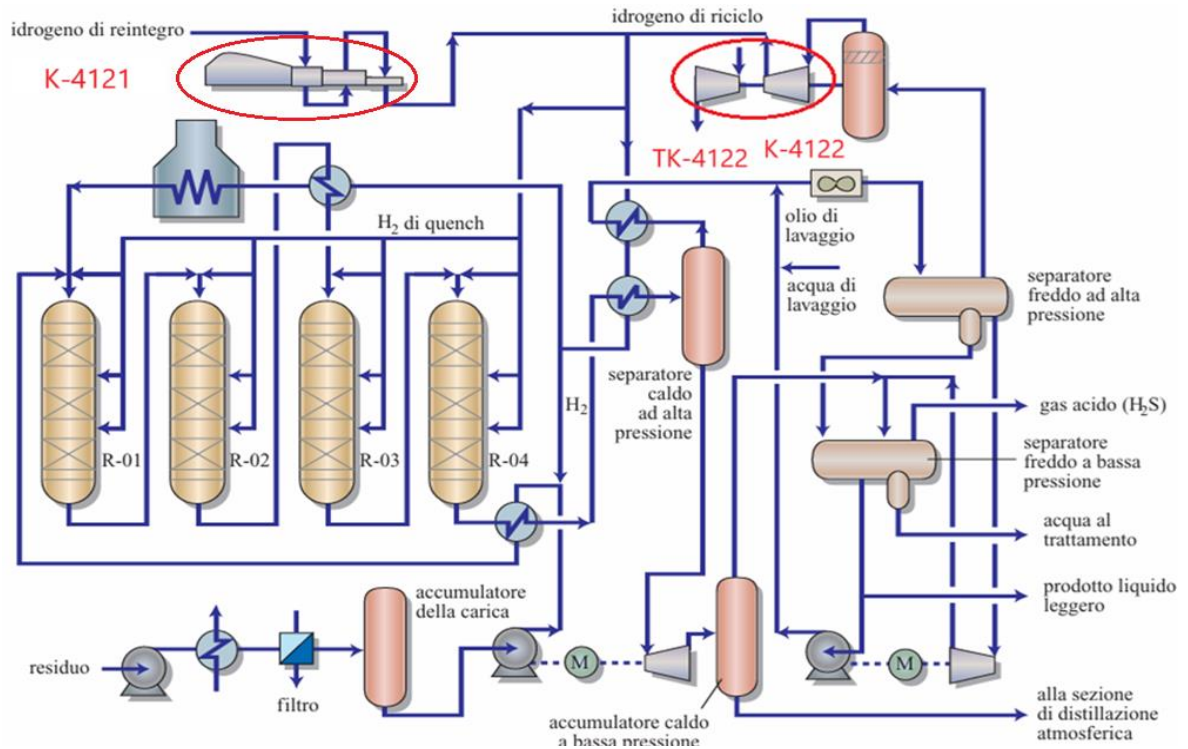 idrogeno di reintegro
K-4121
idrogeno di riciclo
TK-4122
K-4122
H₂ di quench
olio di
lavaggio
acqua di
lavaggio
separatore
freddo ad alta
pressione
separatore
caldo
ad alta
pressione
H₂
gas acido (H₂S)
R-01
R-02
R-03
R-04
separatore
freddo a bassa
pressione
acqua al
trattamento
accumulatore
della carica
prodotto liquido
leggero
residuo
filtro
M
M
accumulatore caldo
a bassa pressione
alla sezione
di distillazione
atmosferica